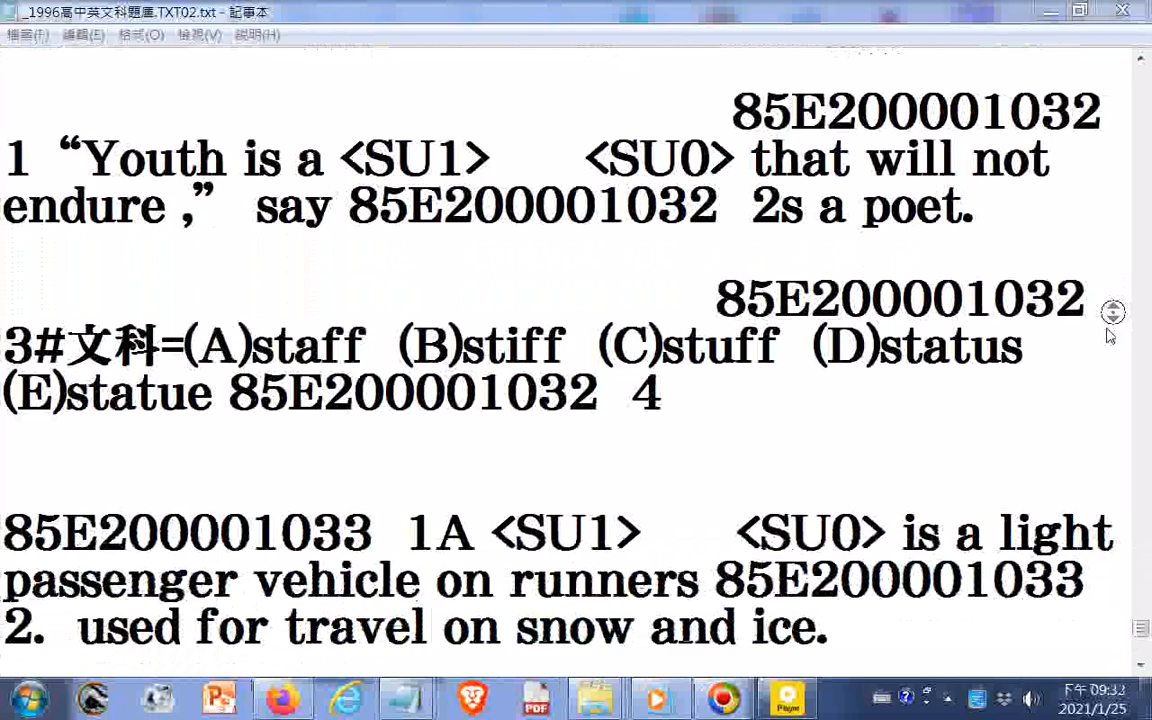 _1996高中英文科題庫.TXT02.txt - 記事本
檔案(F) 編輯(E) 格式(O) 檢視(V) 說明(H)
85E200001032
1 “Youth is a <SU1> <SU0> that will not
endure ,” say 85E200001032 2s a poet.
85E200001032
3#文科=(A)staff (B)stiff (C)stuff (D)status
(E)statue 85E200001032 4
85E200001033 1A <SU1> <SU0> is a light
passenger vehicle on runners 85E200001033
2. used for travel on snow and ice.
PDF
Player
下午 09:32
2021/1/25